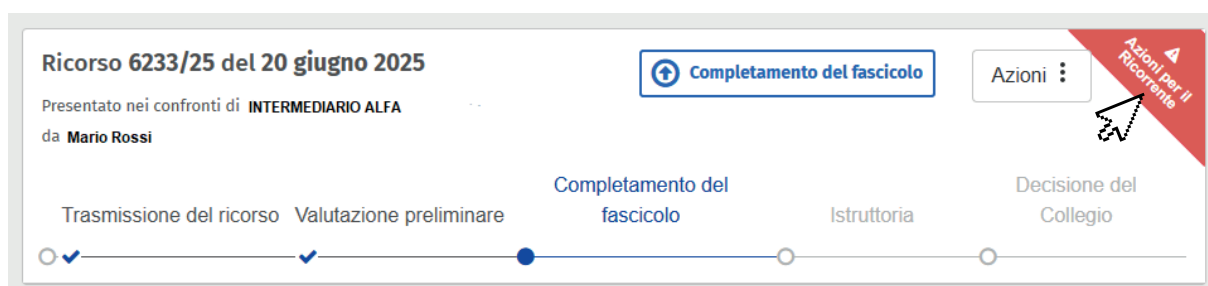 Ricorso 6233/25 del 20 giugno 2025
Completamento del fascicolo
Azioni
Azioni per il
Ricorrente
Presentato nei confronti di INTERMEDIARIO ALFA
da Mario Rossi
Trasmissione del ricorso
Valutazione preliminare
Completamento del
fascicolo
Istruttoria
Decisione del
Collegio